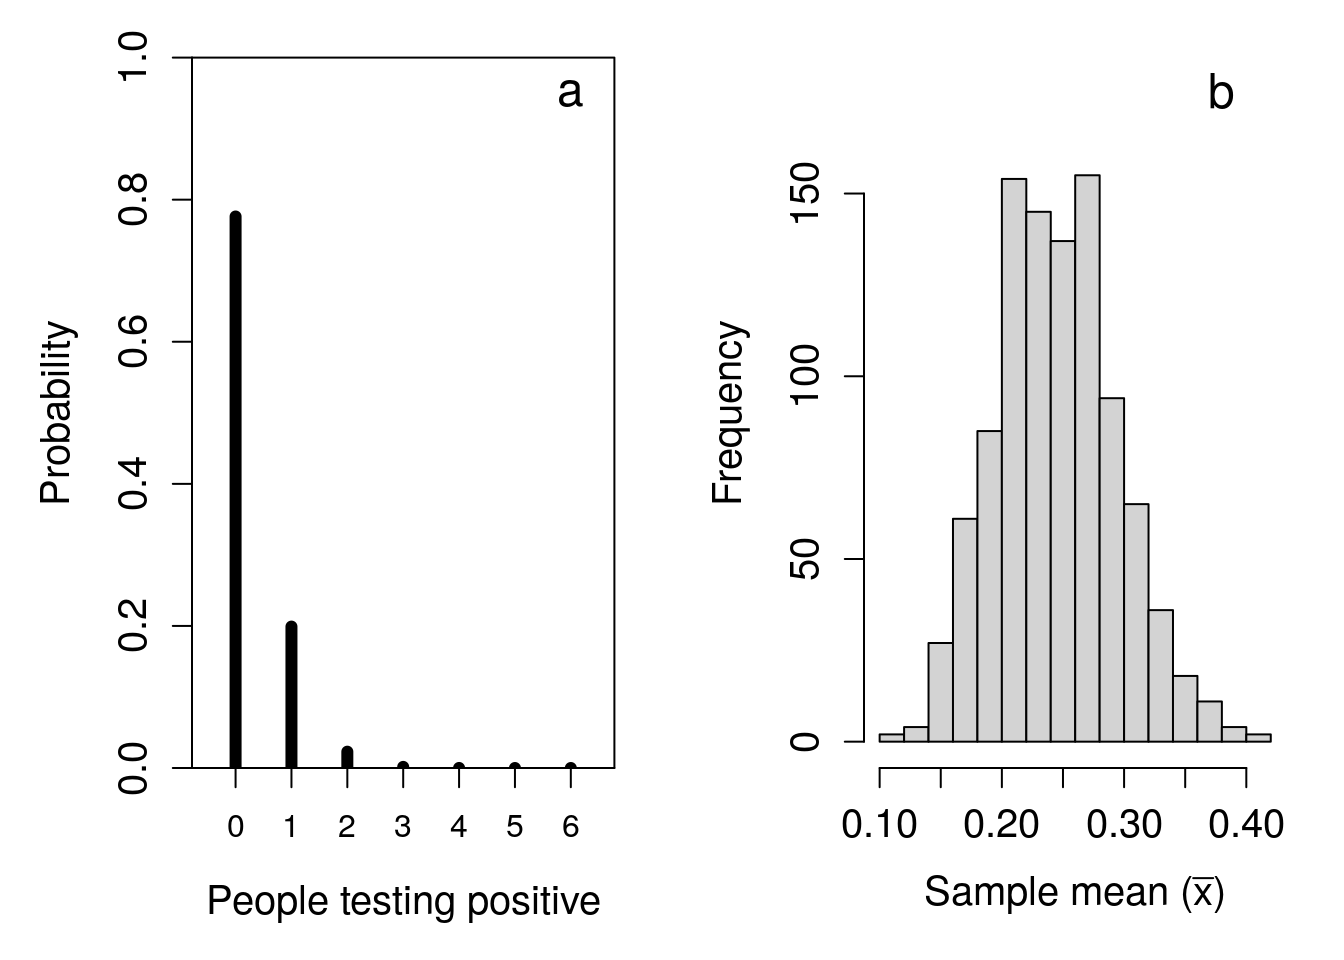 a
1.0
0.8
0.6
0.4
0.2
0.0
Probability
0 1 2 3 4 5 6
People testing positive
b
150
100
50
0
Frequency
0.10 0.20 0.30 0.40
Sample mean (x̅)